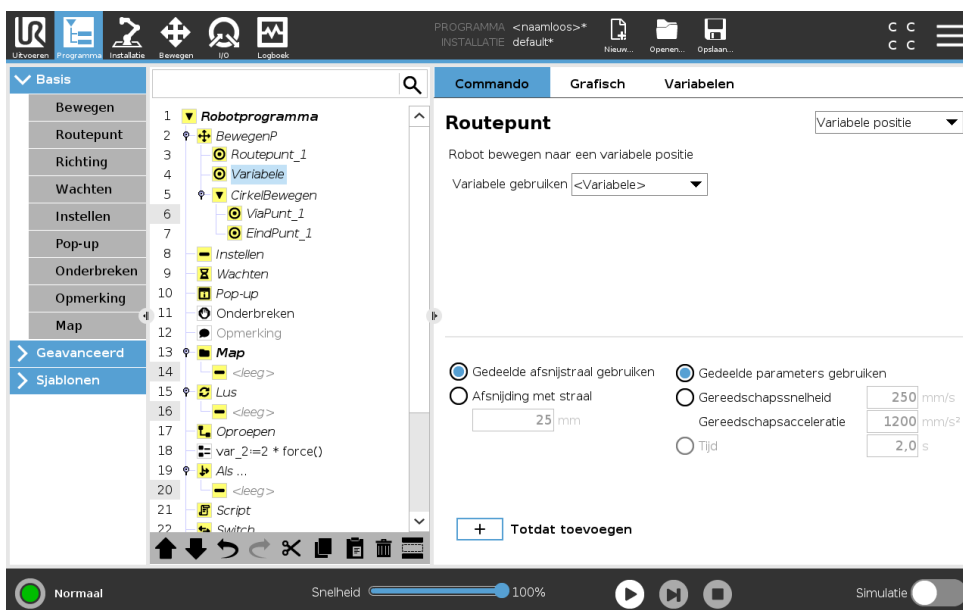 PROGRAMMA <naamloos>*
INSTALLATIE default*
Uitvoeren Programma Installatie Bewegen I/O Logboek
Nieuw... Openen... Opslaan...
C C
C C
Basis
Bewegen
Routepunt
Richting
Wachten
Instellen
Pop-up
Onderbreken
Opmerking
Map
Geavanceerd
Sjablonen
1 Robotprogramma
2 BewegenP
3 Routepunt_1
4 Variabele
5 CirkelBewegen
6 ViaPunt_1
7 EindPunt_1
8 Instellen
9 Wachten
10 Pop-up
11 Onderbreken
12 Opmerking
13 Map
14 <leeg>
15 Lus
16 <leeg>
17 Oproepen
18 var_2:=2 * force()
19 Als ...
20 <leeg>
21 Script
22 Switch
Commando Grafisch Variabelen
Routepunt
Variabele positie
Robot bewegen naar een variabele positie
Variabele gebruiken <Variabele>
Gedeelde afsnijstraal gebruiken
Afsnijding met straal
25 mm
Gedeelde parameters gebruiken
Gereedschapssnelheid 250 mm/s
Gereedschapsacceleratie 1200 mm/s²
Tijd 2,0 s
+ Totdat toevoegen
Normaal
Snelheid 100%
Simulatie